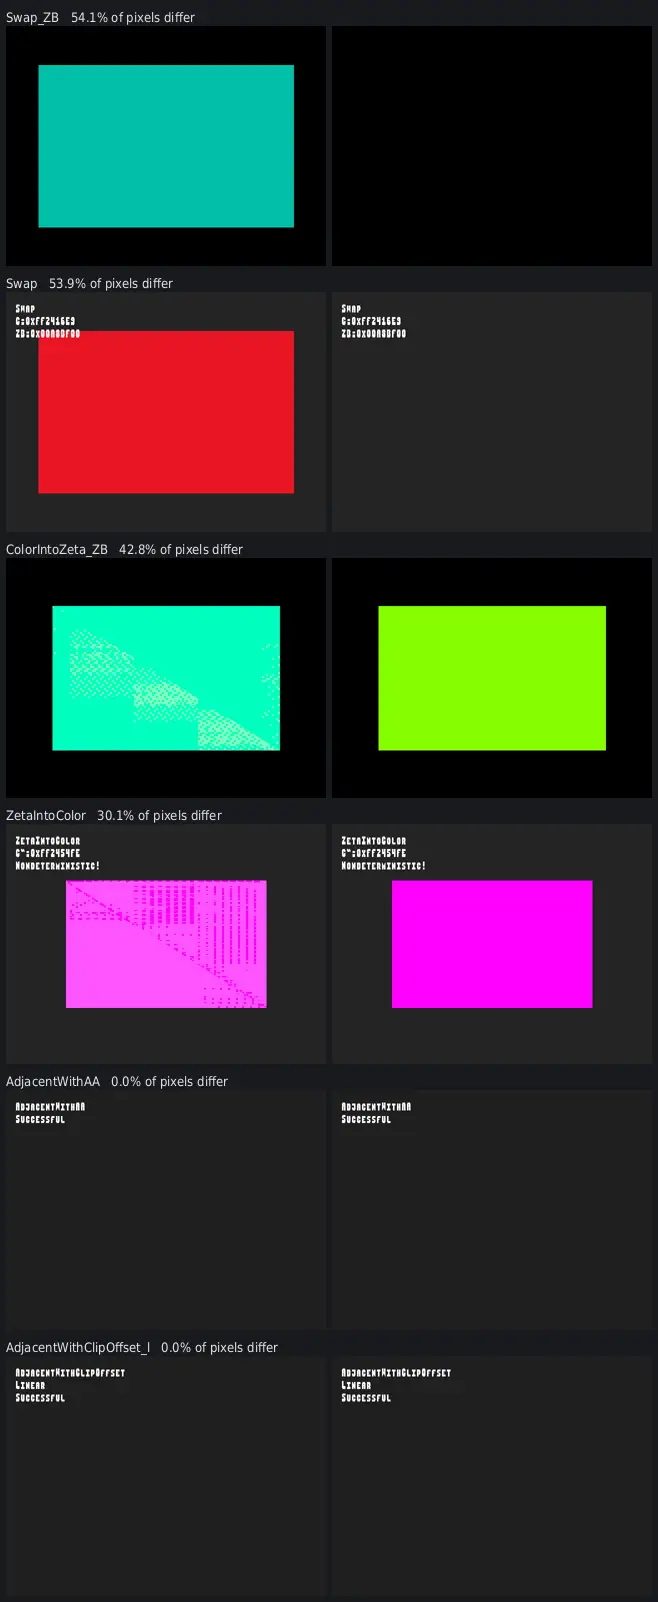 Swap_ZB 54.1% of pixels differ
Swap 53.9% of pixels differ
Swap
C:0xff2416E9
ZB:0x00A8DF00
Swap
C:0xff2416E9
ZB:0x00A8DF00
ColorIntoZeta_ZB 42.8% of pixels differ
ZetaIntoColor 30.1% of pixels differ
ZetaIntoColor
C~:0xff2454FE
Nondeterministic!
ZetaIntoColor
C~:0xff2454FE
Nondeterministic!
AdjacentWithAA 0.0% of pixels differ
AdjacentWithAA
Successful
AdjacentWithAA
Successful
AdjacentWithClipOffset_l 0.0% of pixels differ
AdjacentWithClipOffset
Linear
Successful
AdjacentWithClipOffset
Linear
Successful